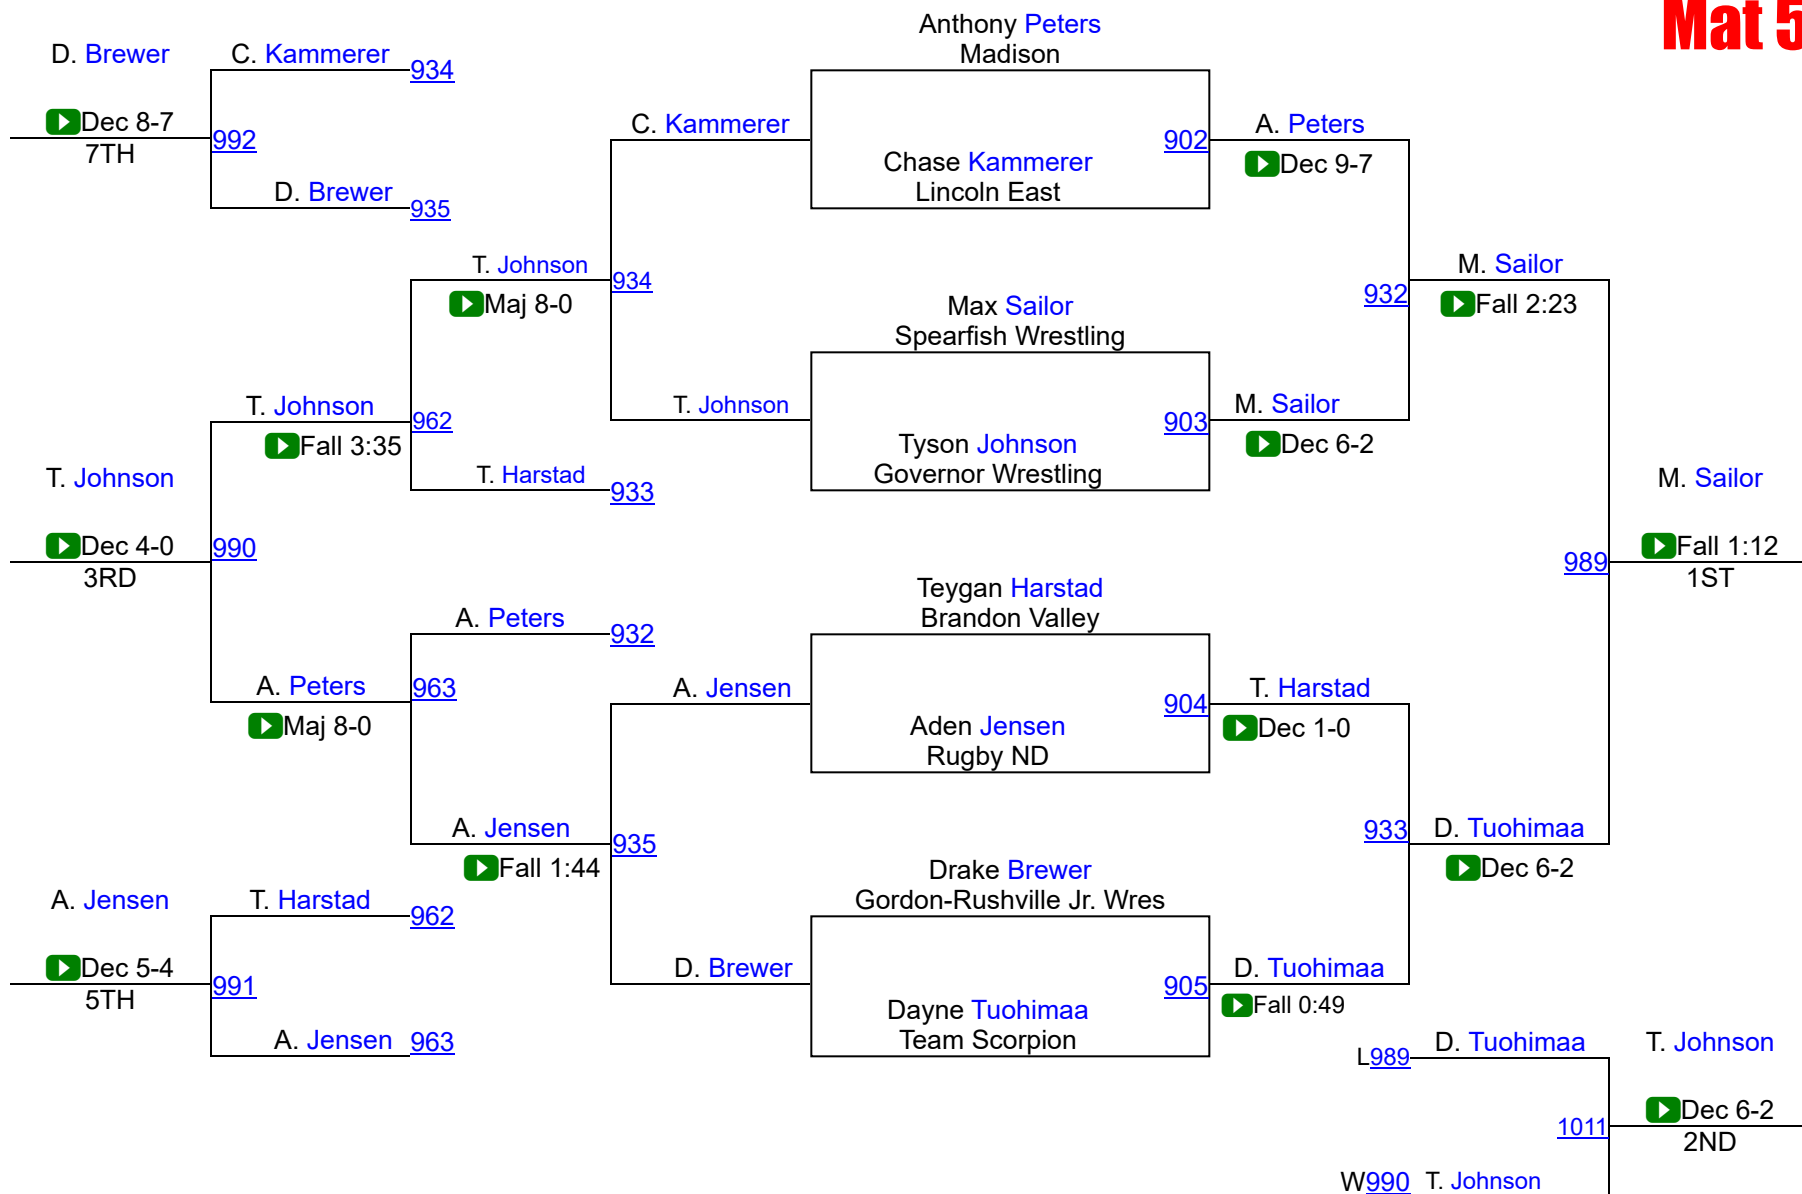 Mat 5
D. Brewer
Dec 8-7
7TH
C. Kammerer 934
992
D. Brewer 935
T. Johnson
Maj 8-0
T. Johnson
Fall 3:35
962
T. Harstad 933
T. Johnson
Dec 4-0
3RD
990
A. Peters 932
A. Peters
Maj 8-0
963
A. Jensen
Fall 1:44
A. Jensen
Dec 5-4
5TH
T. Harstad 962
991
A. Jensen 963
C. Kammerer
934
T. Johnson
A. Jensen
935
D. Brewer
Anthony Peters
Madison
902
Chase Kammerer
Lincoln East
Max Sailor
Spearfish Wrestling
903
Tyson Johnson
Governor Wrestling
Teygan Harstad
Brandon Valley
904
Aden Jensen
Rugby ND
Drake Brewer
Gordon-Rushville Jr. Wres
905
Dayne Tuohimaa
Team Scorpion
A. Peters
Dec 9-7
932
M. Sailor
Dec 6-2
T. Harstad
Dec 1-0
933
D. Tuohimaa
Fall 0:49
M. Sailor
Fall 2:23
989
D. Tuohimaa
Dec 6-2
M. Sailor
Fall 1:12
1ST
L989 D. Tuohimaa
1011
W990 T. Johnson
T. Johnson
Dec 6-2
2ND